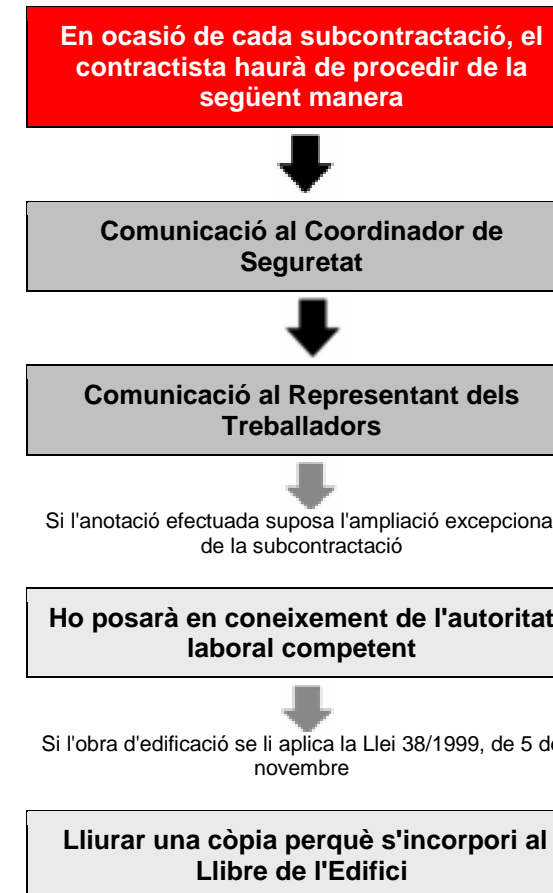 En ocasió de cada subcontractació, el
contractista haurà de procedir de la
següent manera
Comunicació al Coordinador de
Seguretat
Comunicació al Representant dels
Treballadors
Si l'anotació efectuada suposa l'ampliació excepciona
de la subcontractació
Ho posarà en coneixement de l'autoritat
laboral competent
Si l'obra d'edificació se li aplica la Llei 38/1999, de 5 de
novembre
Lliurar una còpia perquè s'incorpori al
Llibre de l'Edifici